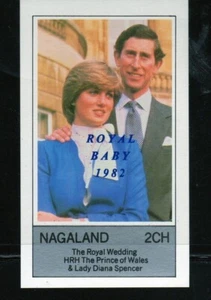 ROYAL
BABY
1982
NAGALAND 2CH
The Royal Wedding
HRH The Prince of Wales
& Lady Diana Spencer